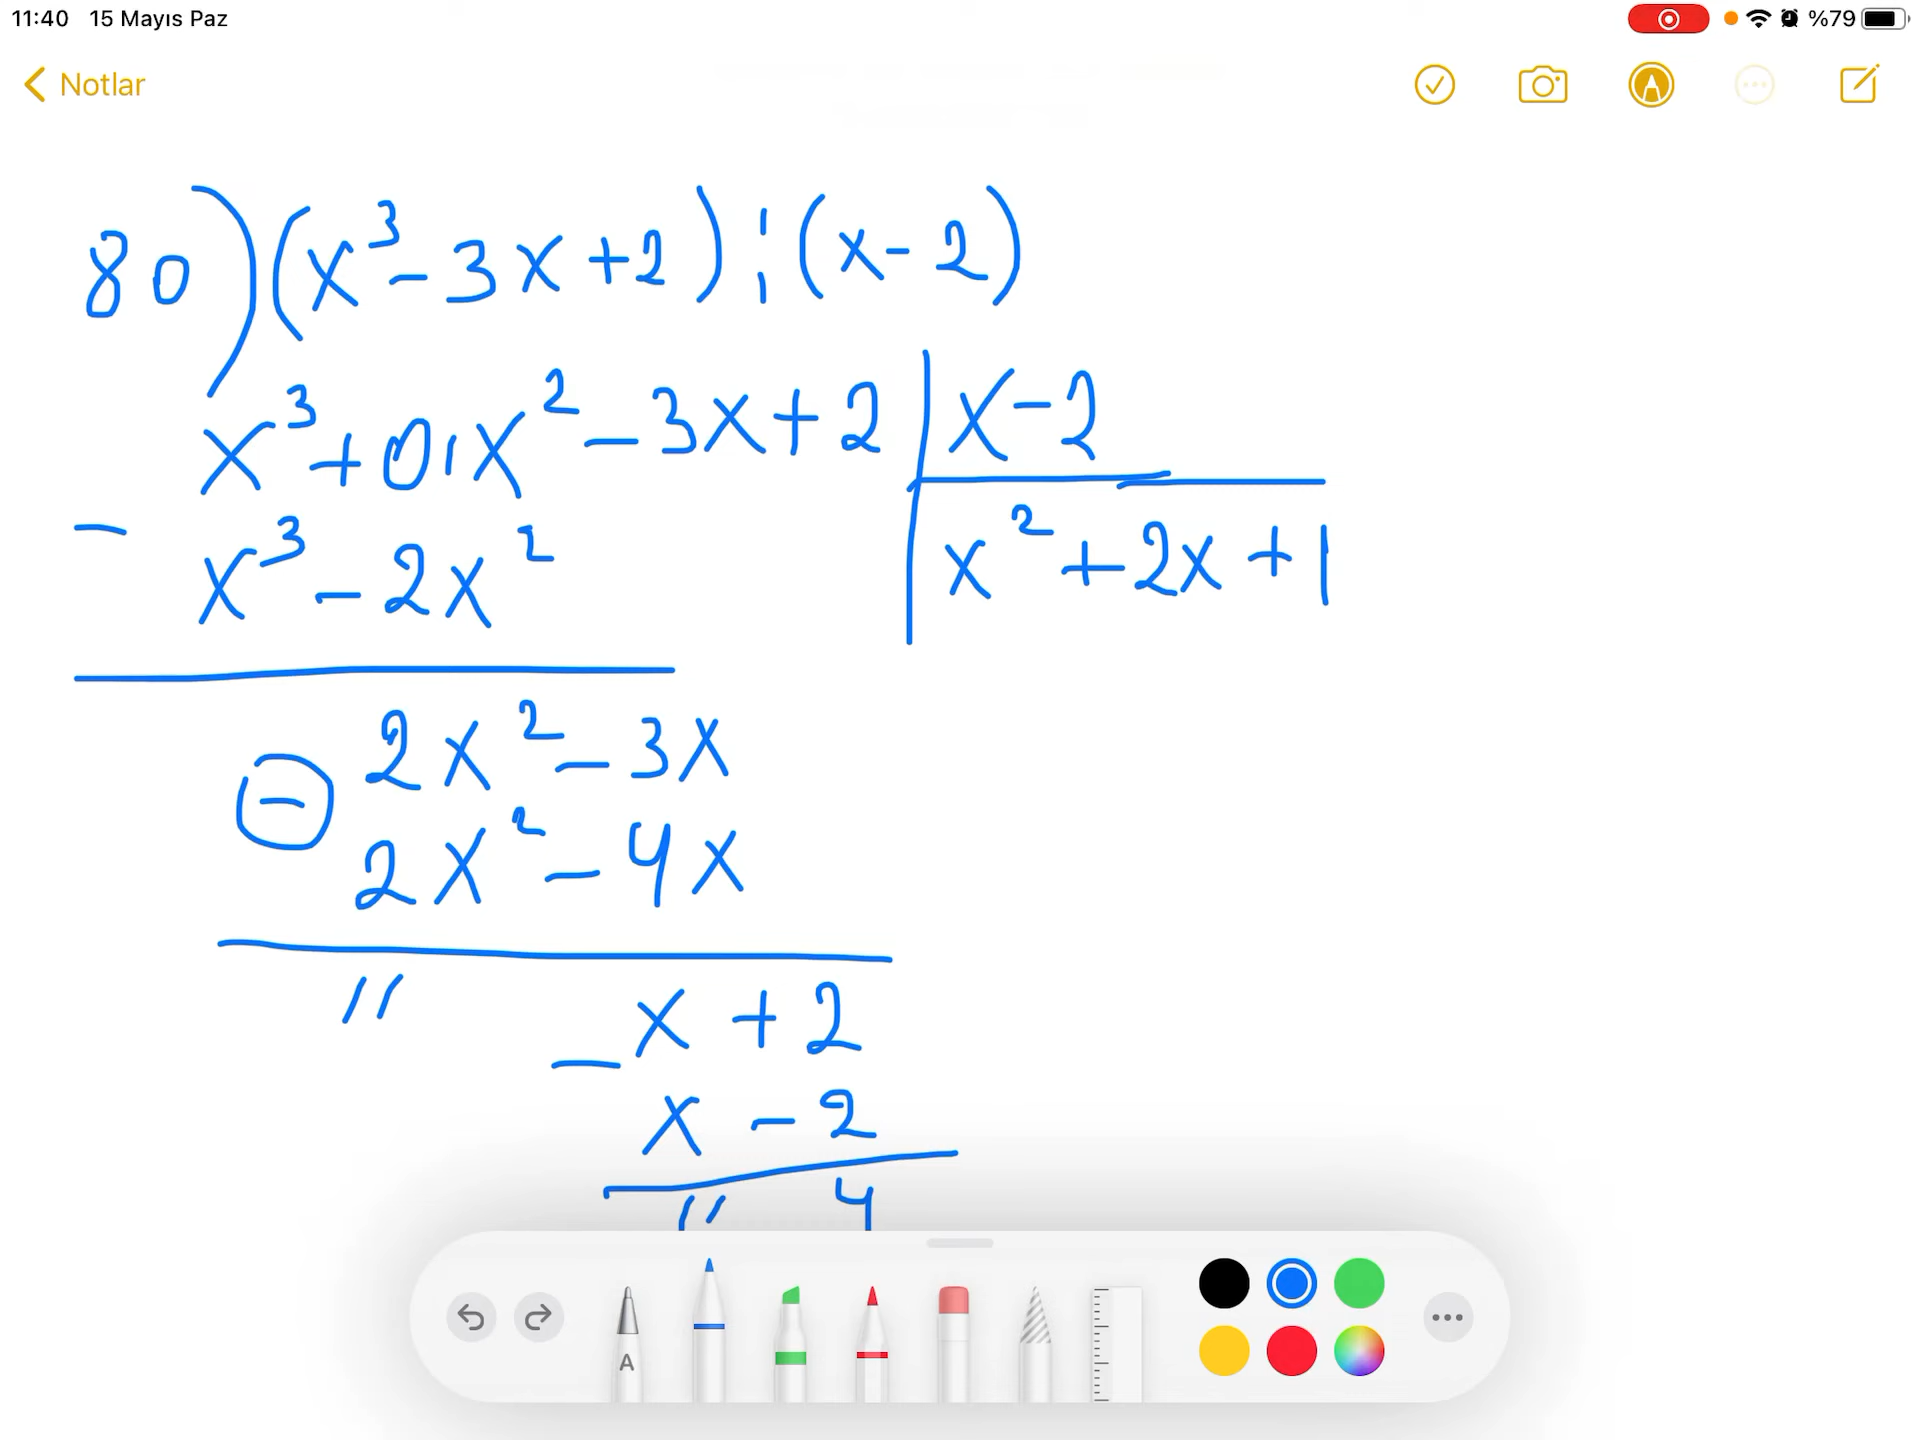 11:40 15 Mayıs Paz %79
Notlar
80) (x³ - 3x + 2) : (x - 2)
x³ + 0·x² - 3x + 2 | x - 2
- x³ - 2x² | x² + 2x + 1
2x² - 3x
- 2x² - 4x
" x + 2
- x - 2
" 4
A